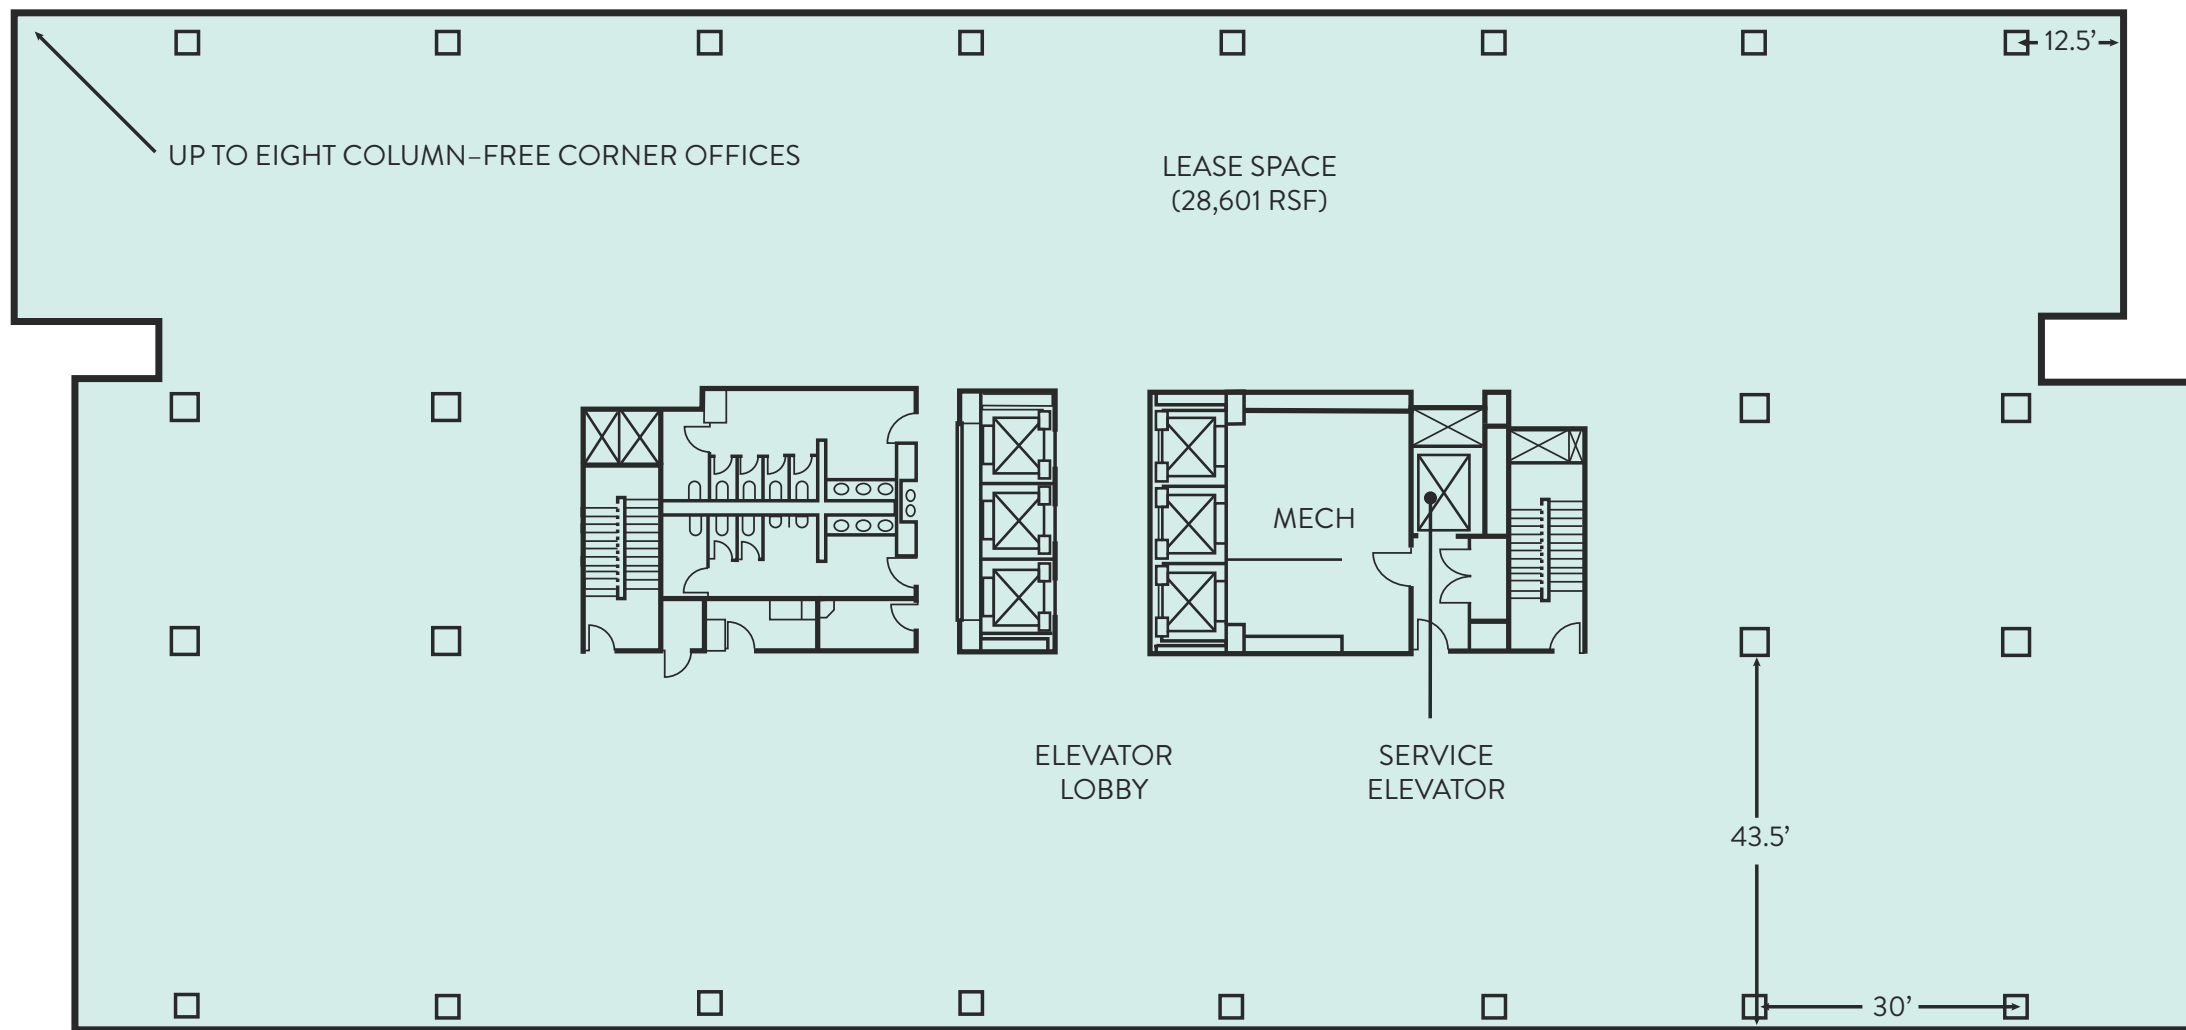 12.5’
UP TO EIGHT COLUMN–FREE CORNER OFFICES
LEASE SPACE
(28,601 RSF)
MECH
ELEVATOR
LOBBY
SERVICE
ELEVATOR
43.5’
30’